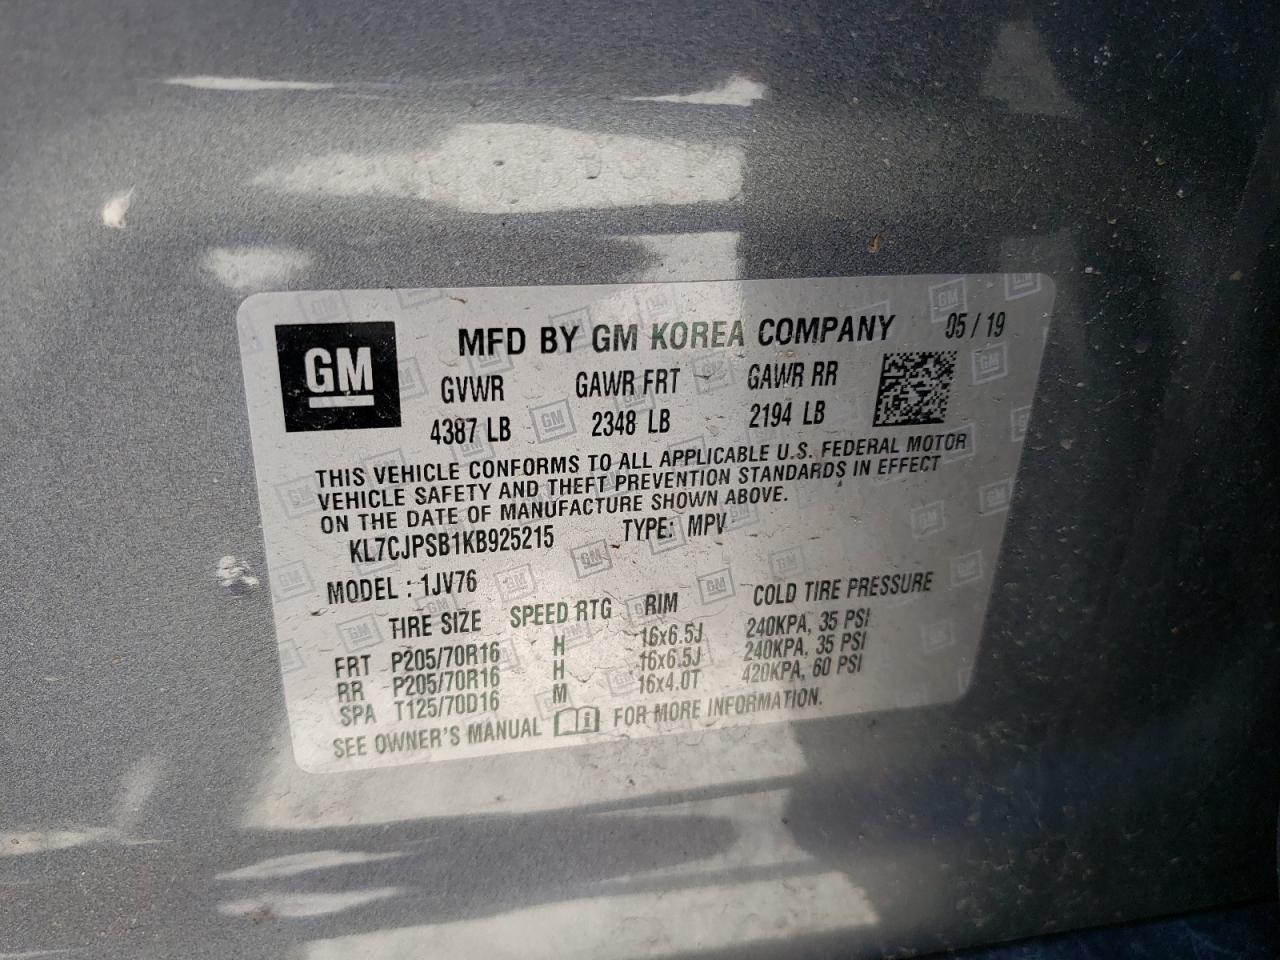 GM
MFD BY GM KOREA COMPANY 05 / 19
GVWR GAWR FRT GAWR RR
4387 LB 2348 LB 2194 LB
THIS VEHICLE CONFORMS TO ALL APPLICABLE U.S. FEDERAL MOTOR
VEHICLE SAFETY AND THEFT PREVENTION STANDARDS IN EFFECT
ON THE DATE OF MANUFACTURE SHOWN ABOVE.
KL7CJPSB1KB925215 TYPE: MPV
MODEL : 1JV76
TIRE SIZE SPEED RTG RIM COLD TIRE PRESSURE
FRT P205/70R16 H 16x6.5J 240KPA, 35 PSI
RR P205/70R16 H 16x6.5J 240KPA, 35 PSI
SPA T125/70D16 M 16x4.0T 420KPA, 60 PSI
SEE OWNER'S MANUAL FOR MORE INFORMATION.